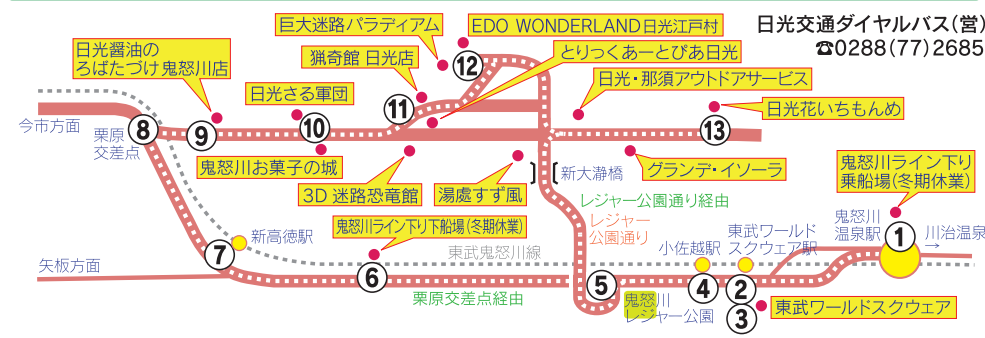 日光交通ダイヤルバス(営)
☎0288(77)2685
巨大迷路パラディアム
EDO WONDERLAND日光江戸村
日光醤油の
ろばたづけ鬼怒川店
猟奇館 日光店
とりっくあーとぴあ日光
日光さる軍団
日光・那須アウトドアサービス
日光花いちもんめ
今市方面
栗原
交差点
8
9
10
11
12
13
鬼怒川お菓子の城
3D 迷路恐竜館
湯處すず風
新大瀞橋
グランデ・イソーラ
鬼怒川ライン下り
乗船場(冬期休業)
レジャー公園通り経由
レジャー
公園通り
鬼怒川ライン下り下船場(冬期休業)
新高徳駅
東武鬼怒川線
矢板方面
栗原交差点経由
小佐越駅
東武ワールド
スクウェア駅
鬼怒川
温泉駅
川治温泉
→
7
6
5
4
2
3
1
鬼怒川
レジャー公園
東武ワールドスクウェア